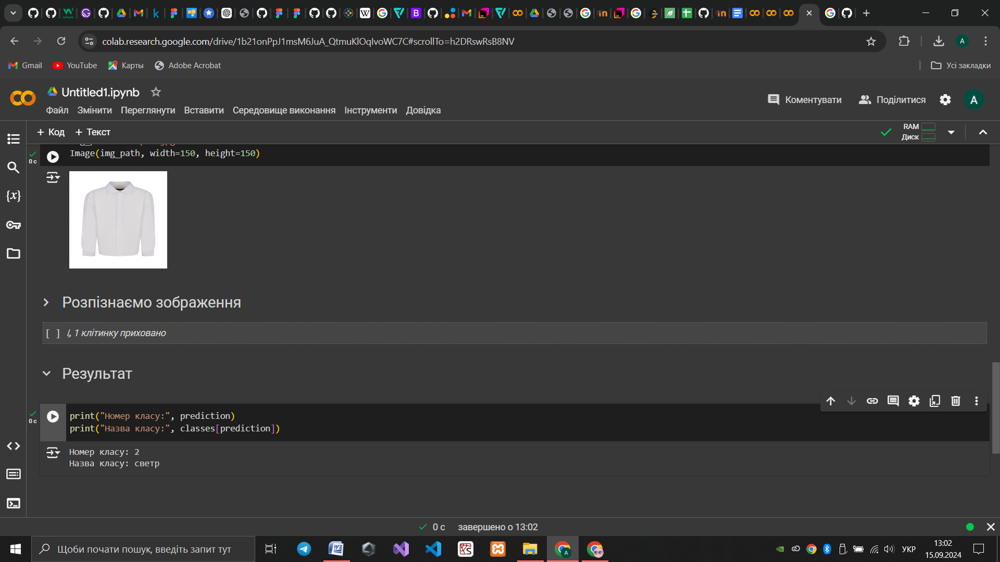 colab.research.google.com/drive/1b21onPpJ1msM6JuA_QtmuKlOqIvoWC7C#scrollTo=h2DRswRsB8NV
A
Gmail
YouTube
Карты
Adobe Acrobat
Усі закладки
Untitled1.ipynb
Коментувати
Поділитися
A
Файл
Змінити
Переглянути
Вставити
Середовище виконання
Інструменти
Довідка
+ Код
+ Текст
RAM
Диск
0 с
Image(img_path, width=150, height=150)
Розпізнаємо зображення
[ ] ↳ 1 клітинку приховано
Результат
0 с
print("Номер класу:", prediction)
print("Назва класу:", classes[prediction])
Номер класу: 2
Назва класу: светр
0 с завершено о 13:02
Щоби почати пошук, введіть запит тут
УКР
13:02
15.09.2024